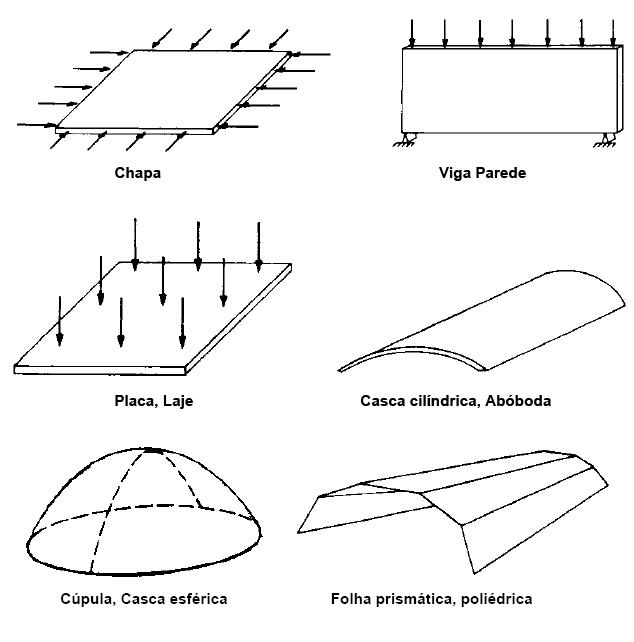 Chapa
Viga Parede
Placa, Laje
Casca cilíndrica, Abóboda
Cúpula, Casca esférica
Folha prismática, poliédrica